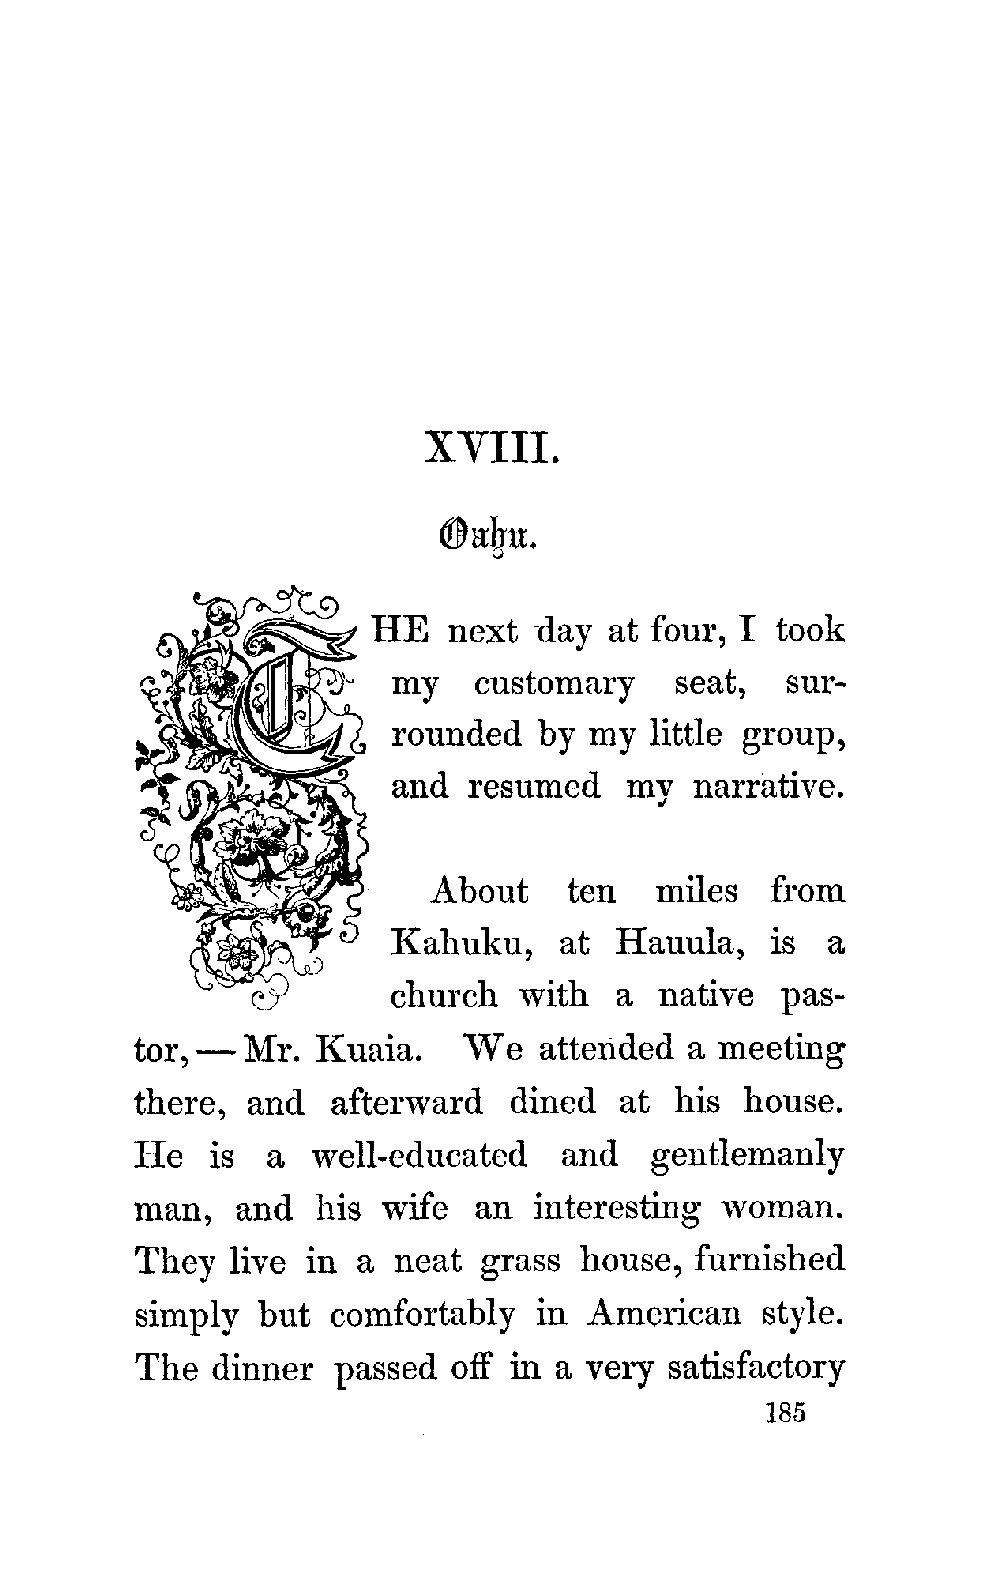 XVIII.
Oahu.
THE next day at four, I took
my customary seat, sur-
rounded by my little group,
and resumed my narrative.
About ten miles from
Kahuku, at Hauula, is a
church with a native pas-
tor, — Mr. Kuaia. We attended a meeting
there, and afterward dined at his house.
He is a well-educated and gentlemanly
man, and his wife an interesting woman.
They live in a neat grass house, furnished
simply but comfortably in American style.
The dinner passed off in a very satisfactory
185